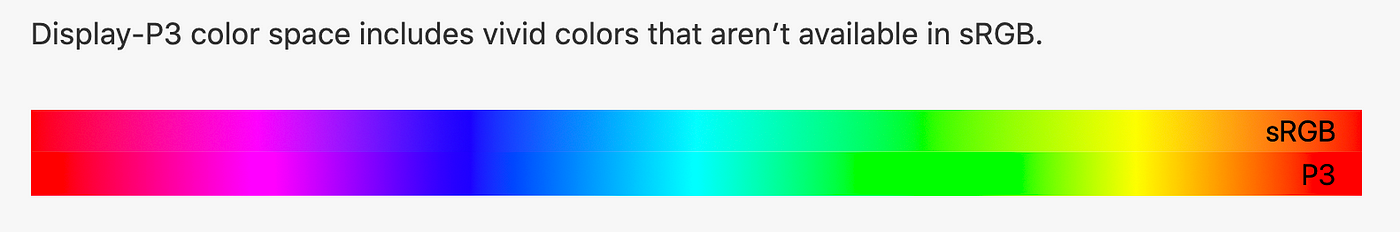 Display-P3 color space includes vivid colors that aren’t available in sRGB.
sRGB
P3